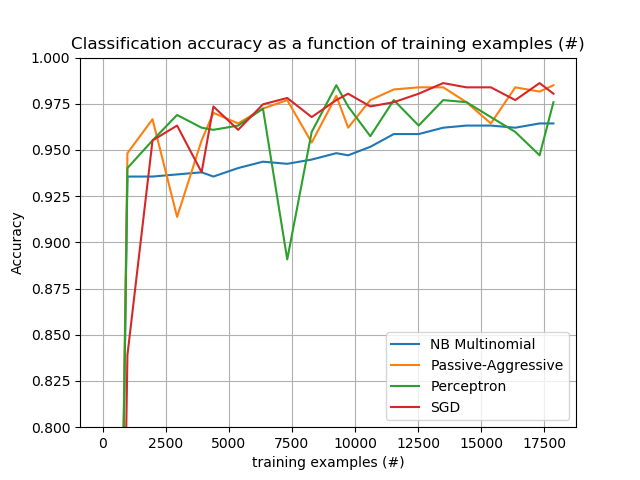 Classification accuracy as a function of training examples (#)
1.000
0.975
0.950
0.925
0.900
0.875
0.850
0.825
0.800
Accuracy
NB Multinomial
Passive-Aggressive
Perceptron
SGD
0 2500 5000 7500 10000 12500 15000 17500
training examples (#)